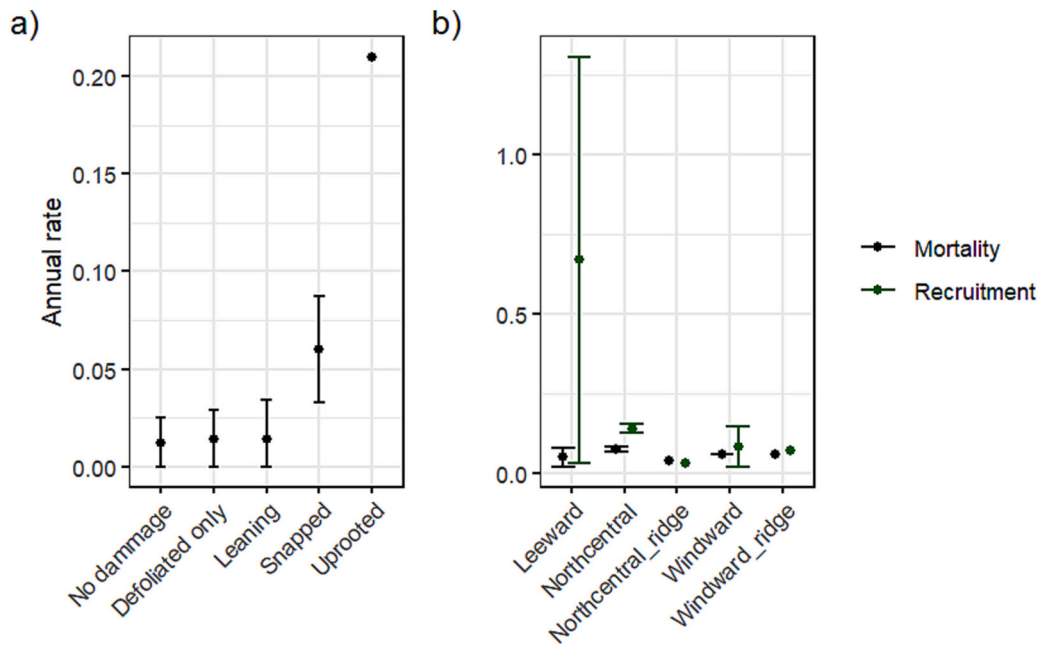 a)
Annual rate
0.20
0.15
0.10
0.05
0.00
No dammage
Defoliated only
Leaning
Snapped
Uprooted
b)
1.0
0.5
0.0
Leeward
Northcentral
Northcentral_ridge
Windward
Windward_ridge
Mortality
Recruitment